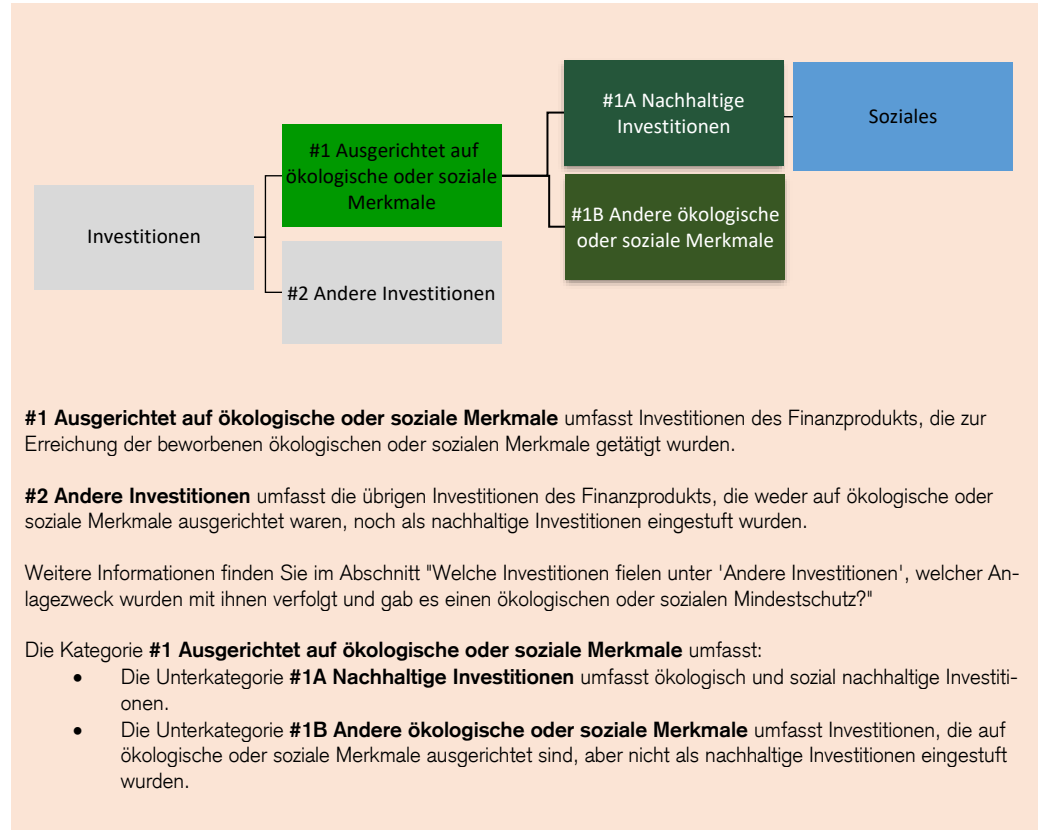 #1A Nachhaltige
Investitionen
Soziales
#1 Ausgerichtet auf
ökologische oder soziale
Merkmale
#1B Andere ökologische
oder soziale Merkmale
Investitionen
#2 Andere Investitionen
#1 Ausgerichtet auf ökologische oder soziale Merkmale umfasst Investitionen des Finanzprodukts, die zur
Erreichung der beworbenen ökologischen oder sozialen Merkmale getätigt wurden.
#2 Andere Investitionen umfasst die übrigen Investitionen des Finanzprodukts, die weder auf ökologische oder
soziale Merkmale ausgerichtet waren, noch als nachhaltige Investitionen eingestuft wurden.
Weitere Informationen finden Sie im Abschnitt "Welche Investitionen fielen unter 'Andere Investitionen', welcher An-
lagezweck wurden mit ihnen verfolgt und gab es einen ökologischen oder sozialen Mindestschutz?"
Die Kategorie #1 Ausgerichtet auf ökologische oder soziale Merkmale umfasst:
• Die Unterkategorie #1A Nachhaltige Investitionen umfasst ökologisch und sozial nachhaltige Investiti-
onen.
• Die Unterkategorie #1B Andere ökologische oder soziale Merkmale umfasst Investitionen, die auf
ökologische oder soziale Merkmale ausgerichtet sind, aber nicht als nachhaltige Investitionen eingestuft
wurden.